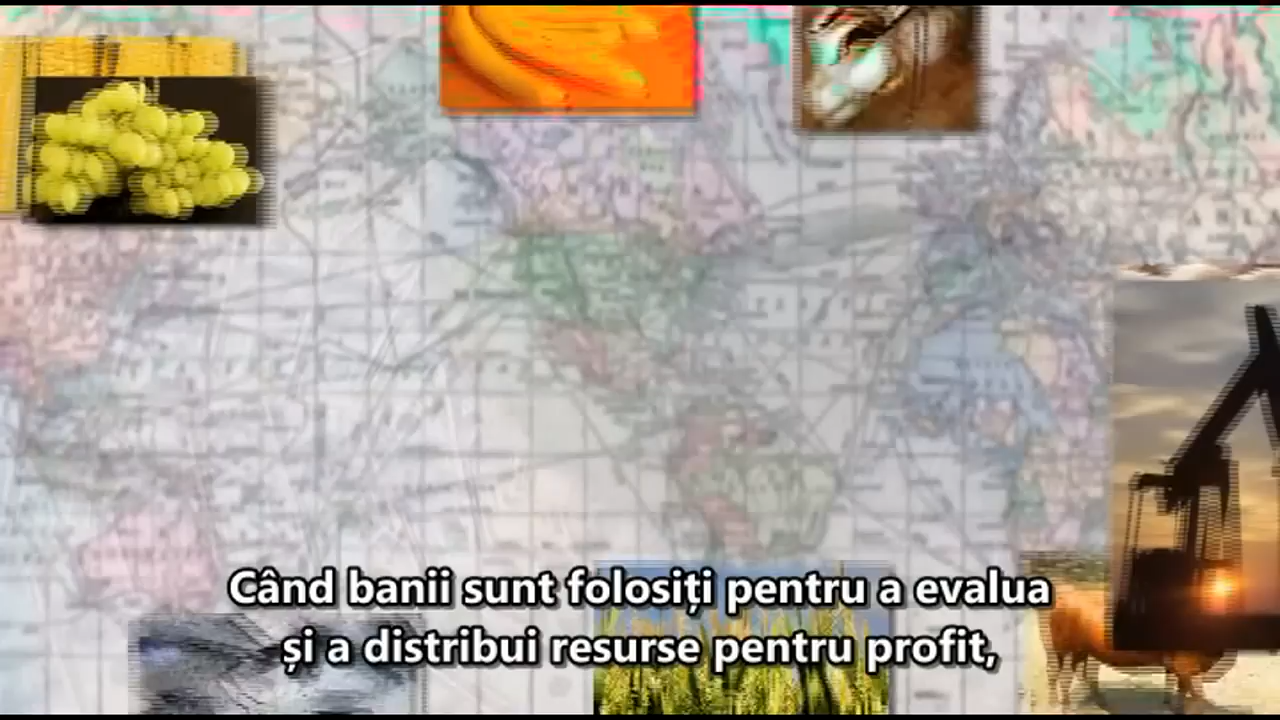 Când banii sunt folosiți pentru a evalua
și a distribui resurse pentru profit,